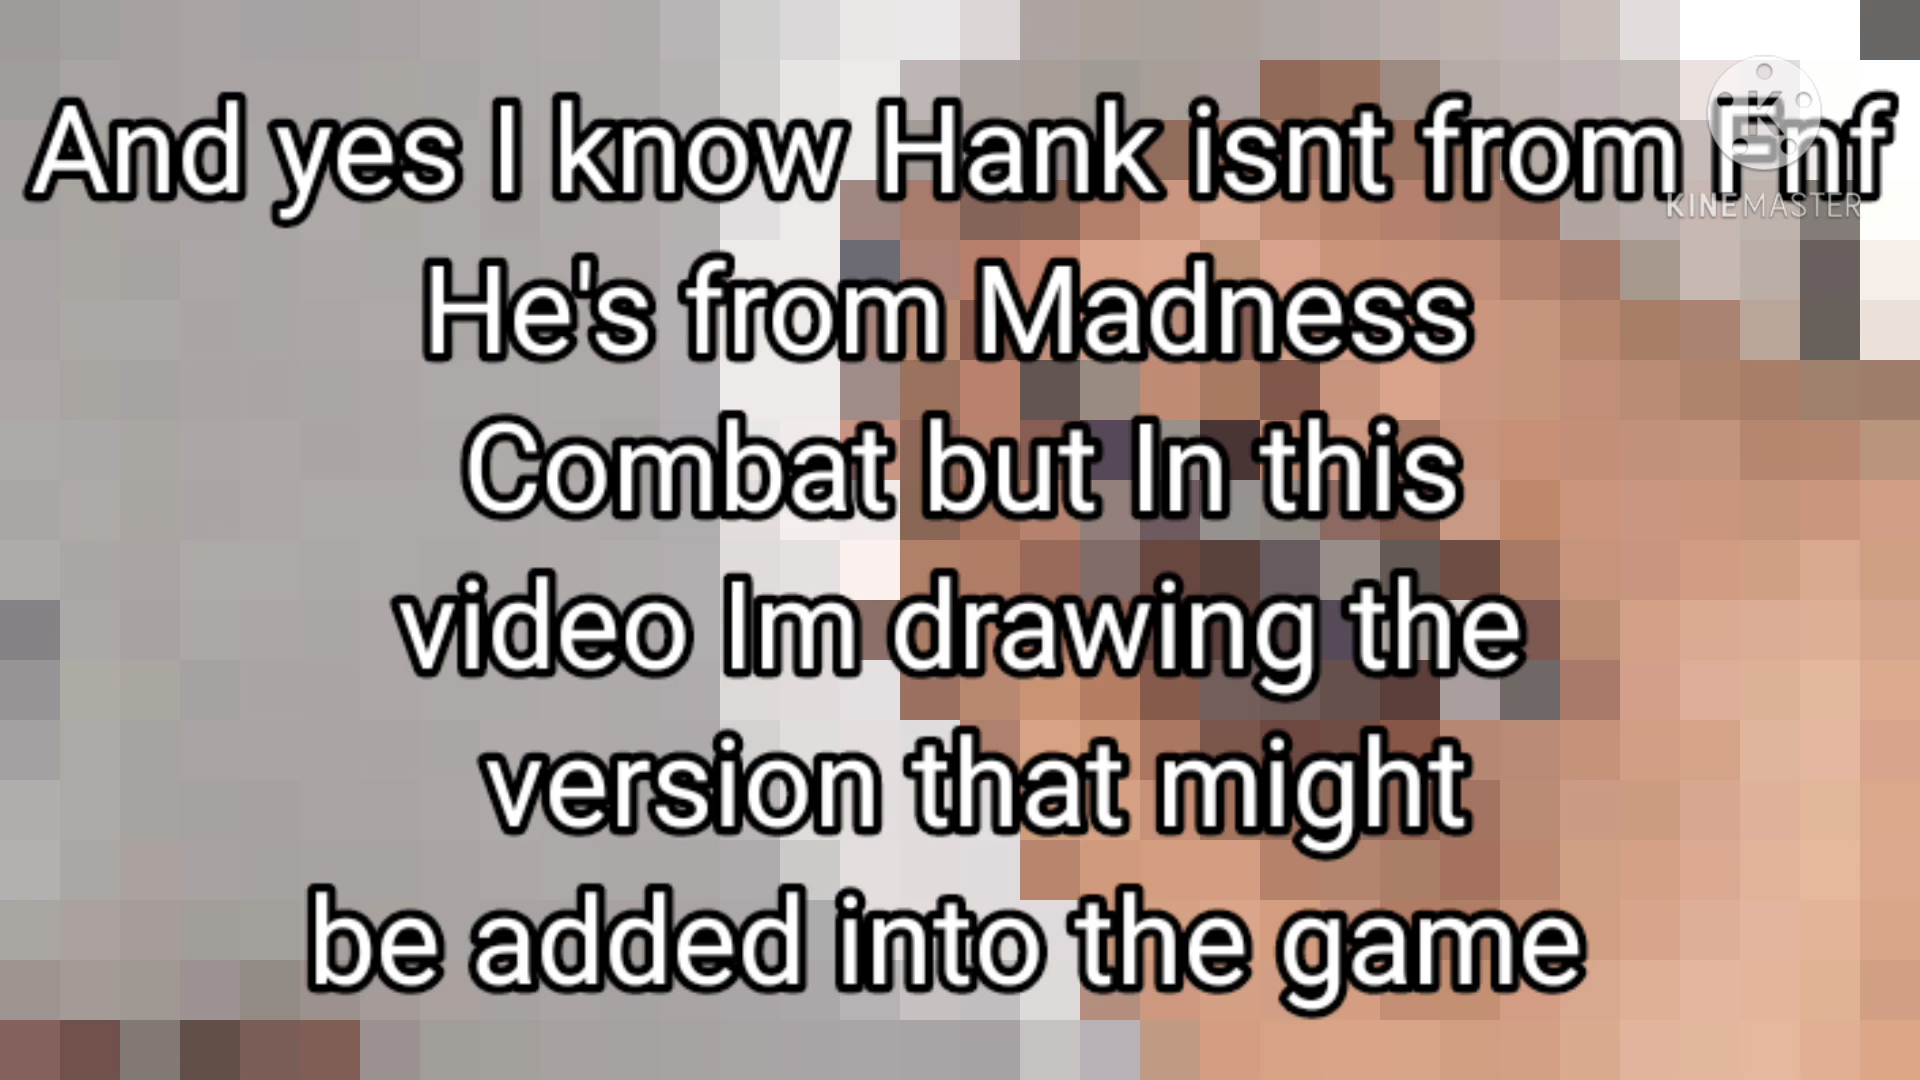 And yes I know Hank isnt from Fnf
KINEMASTER
He's from Madness
Combat but In this
video Im drawing the
version that might
be added into the game